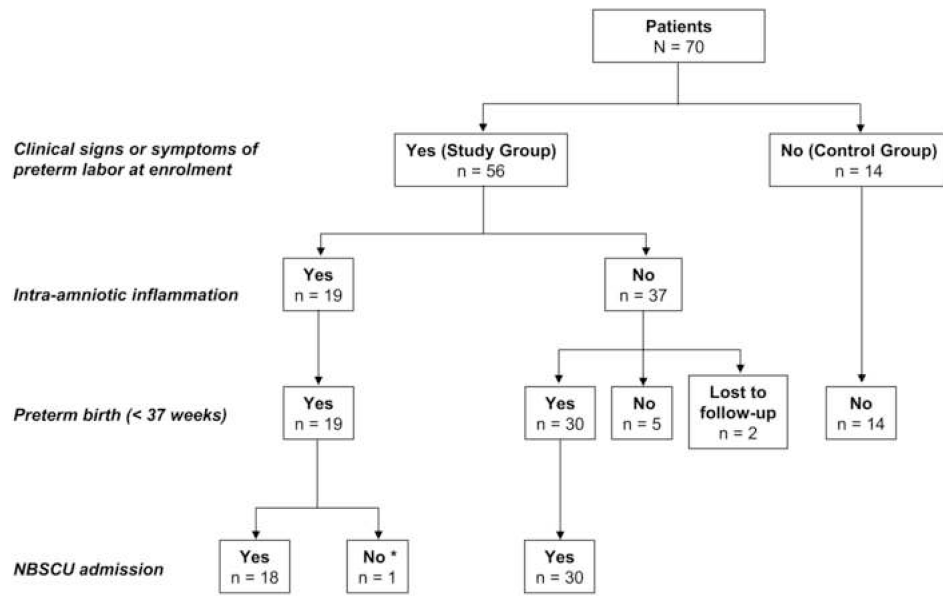 Patients
N = 70
Clinical signs or symptoms of
preterm labor at enrolment
Yes (Study Group)
n = 56
No (Control Group)
n = 14
Intra-amniotic inflammation
Yes
n = 19
No
n = 37
Preterm birth (< 37 weeks)
Yes
n = 19
Yes
n = 30
No
n = 5
Lost to
follow-up
n = 2
No
n = 14
NBSCU admission
Yes
n = 18
No *
n = 1
Yes
n = 30